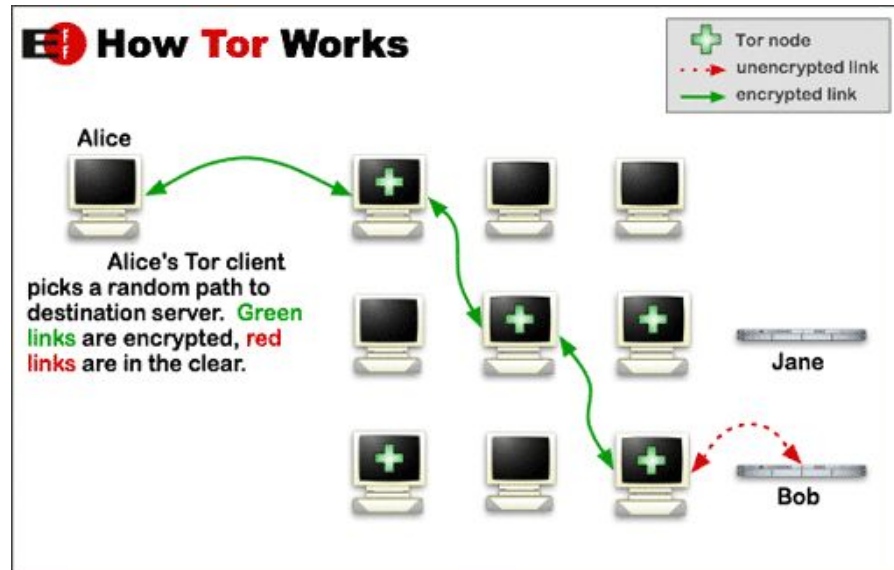 EFF How Tor Works
Tor node
unencrypted link
encrypted link
Alice
Alice's Tor client
picks a random path to
destination server. Green
links are encrypted, red
links are in the clear.
Jane
Bob